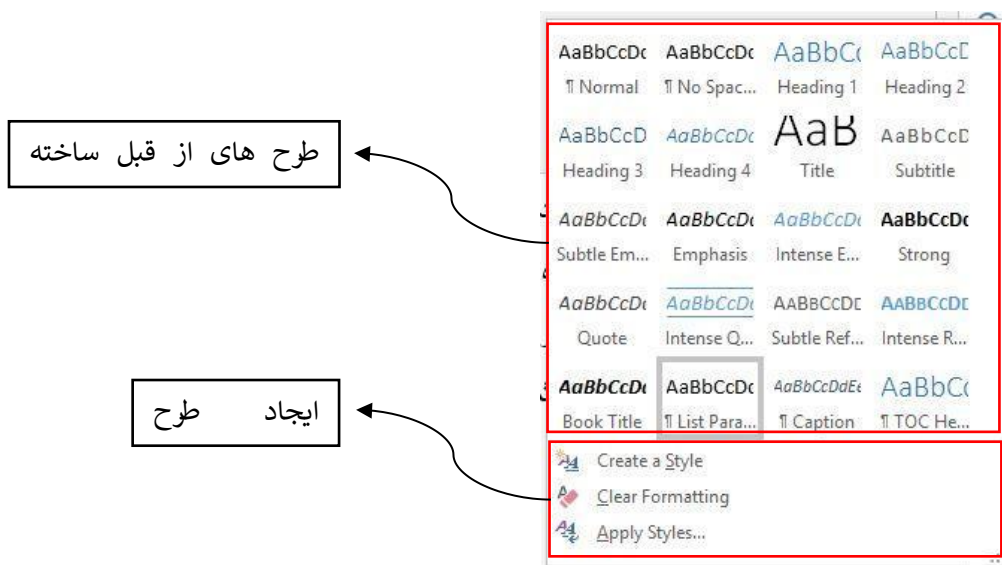 AaBbCcDc AaBbCcDc AaBbC AaBbCcD
¶ Normal ¶ No Spac... Heading 1 Heading 2
طرح های از قبل ساخته
AaBbCcD AaBbCcDc AaB AaBbCcD
Heading 3 Heading 4 Title Subtitle
AaBbCcDc AaBbCcDc AaBbCcDc AaBbCcDc
Subtle Em... Emphasis Intense E... Strong
AaBbCcDc AaBbCcDc AABBCCDD AABBCCDD
Quote Intense Q... Subtle Ref... Intense R...
AaBbCcDc AaBbCcDc AaBbCcDdEe AaBbC
Book Title ¶ List Para... ¶ Caption ¶ TOC He...
ایجاد طرح
Create a Style
Clear Formatting
Apply Styles...